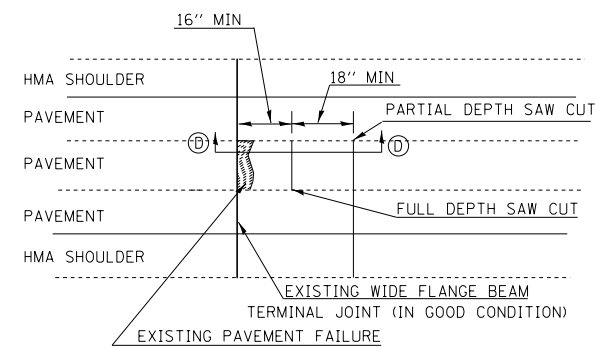 16'' MIN
HMA SHOULDER
18'' MIN
PAVEMENT
PARTIAL DEPTH SAW CUT
D
D
PAVEMENT
PAVEMENT
FULL DEPTH SAW CUT
HMA SHOULDER
EXISTING WIDE FLANGE BEAM
TERMINAL JOINT (IN GOOD CONDITION)
EXISTING PAVEMENT FAILURE